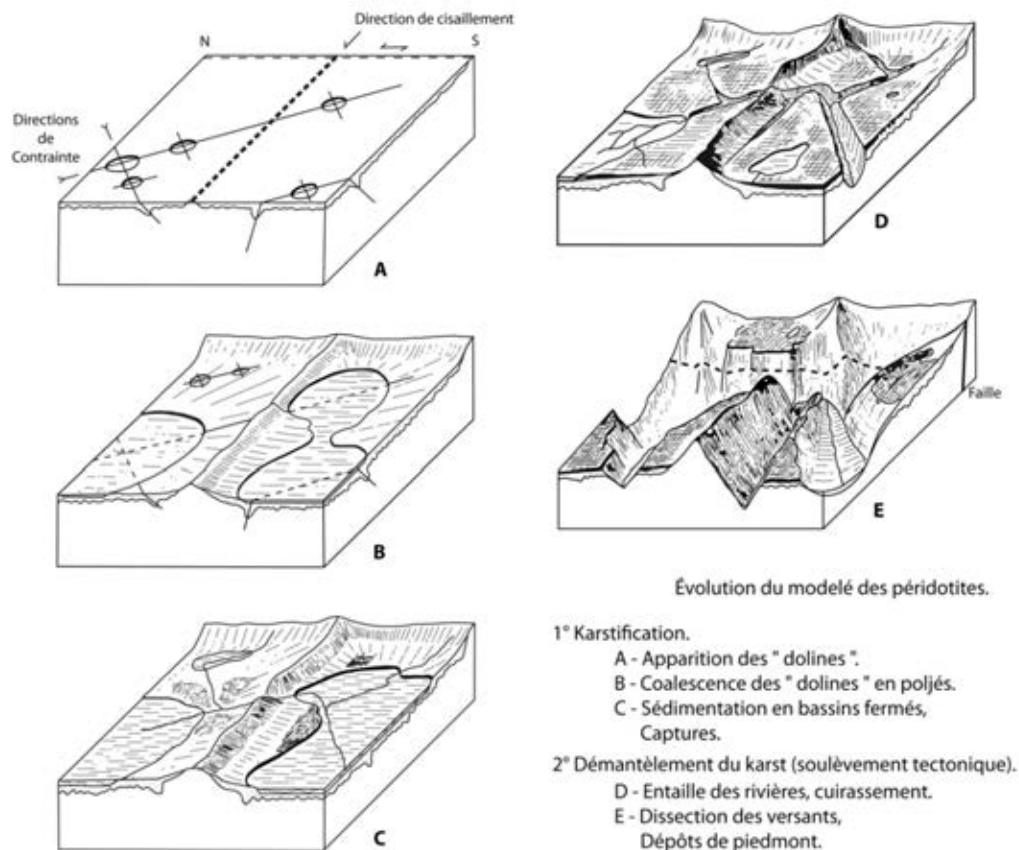 Direction de cisaillement
N
S
Directions
de
Contrainte
A
B
C
D
Faille
E
Évolution du modelé des péridotites.
1° Karstification.
A - Apparition des " dolines ".
B - Coalescence des " dolines " en poljés.
C - Sédimentation en bassins fermés,
Captures.
2° Démantèlement du karst (soulèvement tectonique).
D - Entaille des rivières, cuirassement.
E - Dissection des versants,
Dépôts de piedmont.